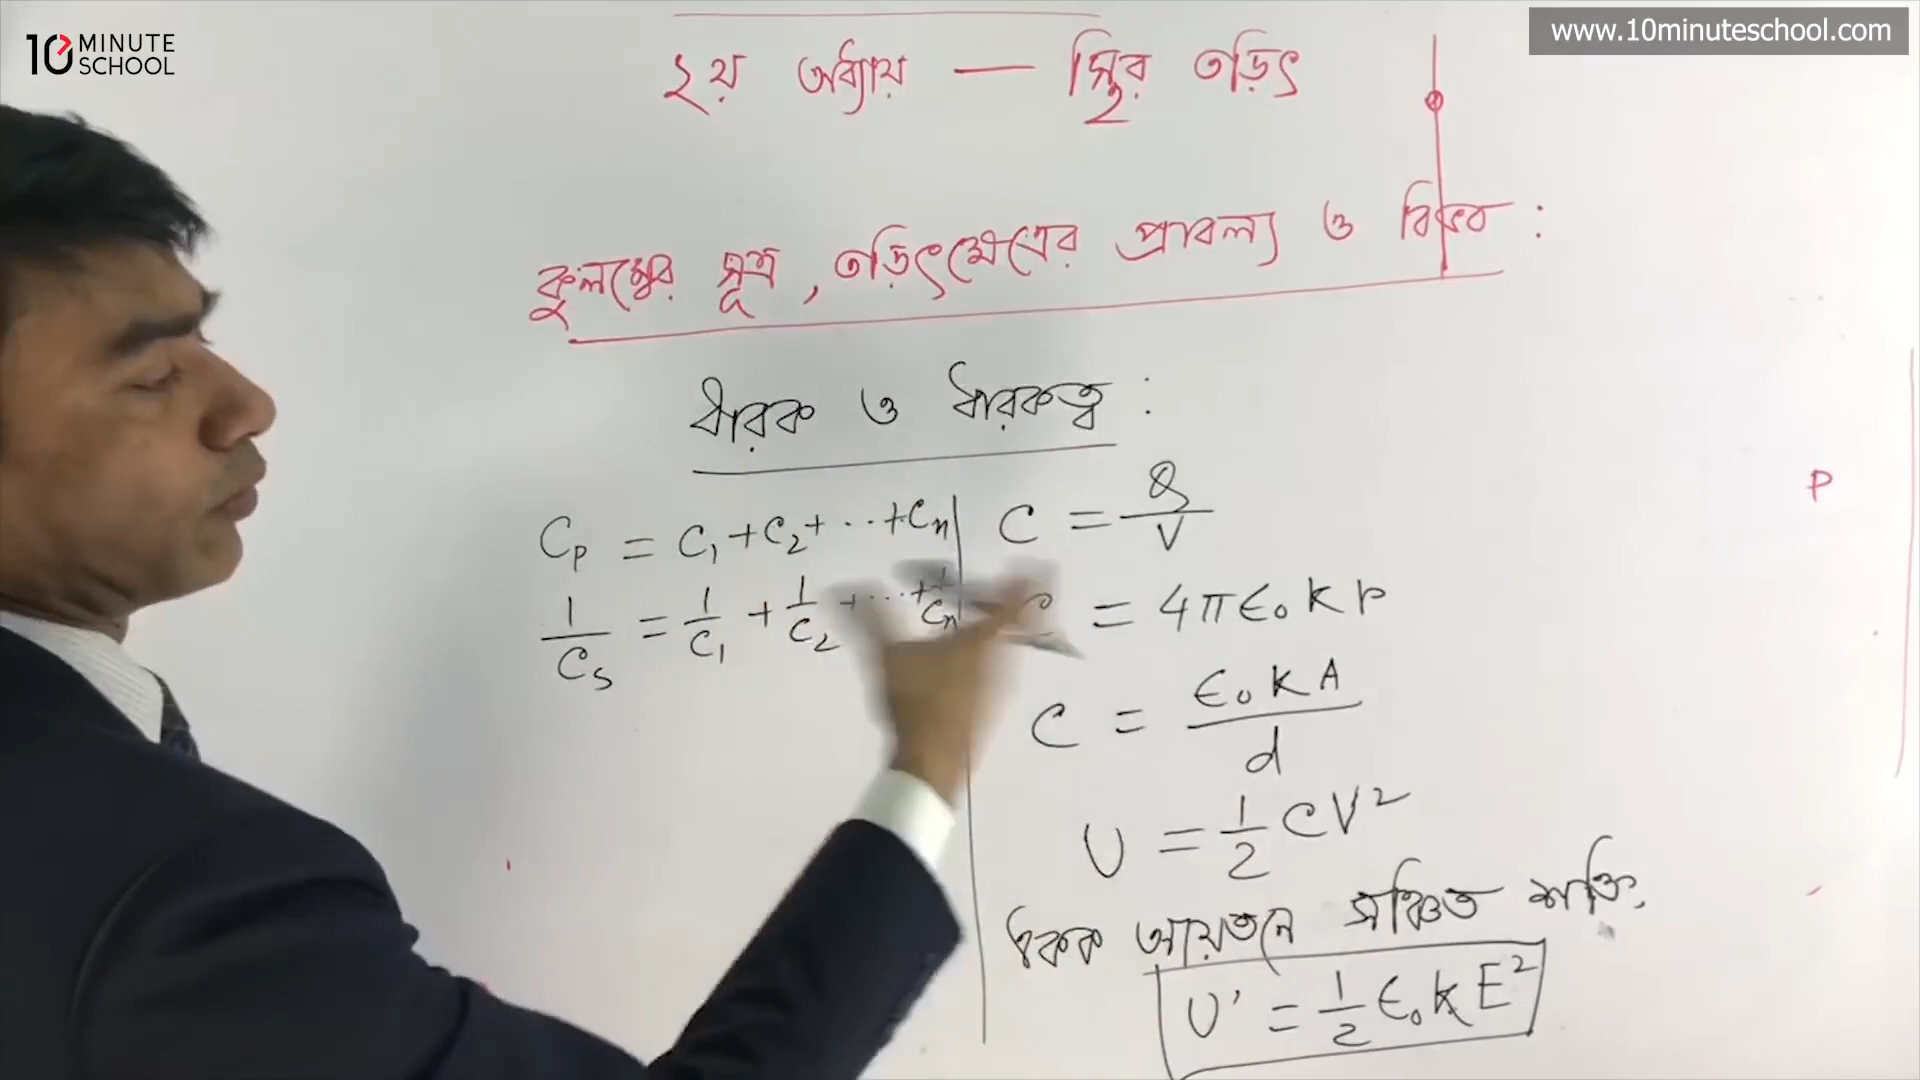 10 MINUTE SCHOOL
www.10minuteschool.com
২য় অধ্যায় — স্থির তড়িৎ
কুলম্বের সূত্র, তড়িৎক্ষেত্রের প্রাবল্য ও বিভব :
ধারক ও ধারকত্ব :
Cp = C₁ + C₂ + ... + Cn
1/Cs = 1/C₁ + 1/C₂ + ... + 1/Cn
C = Q/V
C = 4πϵ₀kr
C = ϵ₀kA/d
U = 1/2 CV²
একক আয়তনে সঞ্চিত শক্তি,
U' = 1/2 ϵ₀kE²
P